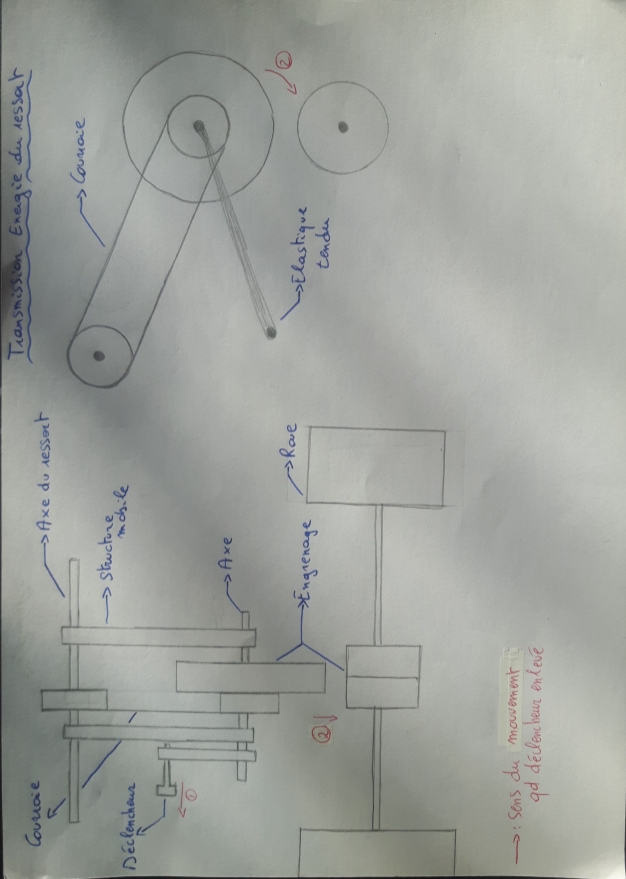 Transmission Energie du ressort
Courroie
②
Elastique
tendu
Axe du ressort
Structure
mobile
Axe
Roue
Engrenage
Courroie
Déclencheur
①
②
→ : Sens du mouvement
qd déclencheur enlevé